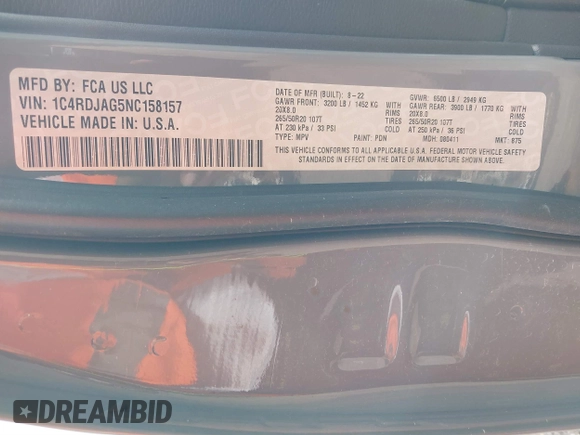 MFD BY: FCA US LLC
VIN: 1C4RDJAG5NC158157
VEHICLE MADE IN: U.S.A.
DATE OF MFR (BUILT): 8-22 GVWR: 6500 LB / 2949 KG
GAWR FRONT: 3200 LB / 1452 KG GAWR REAR: 3900 LB / 1770 KG
20X8.0 RIMS 20X8.0 RIMS
265/50R20 107T TIRES 265/50R20 107T TIRES
AT 230 kPa / 33 PSI AT 250 kPa / 36 PSI
TYPE: MPV PAINT: PDN MDH: 080411 MKT: 875
THIS VEHICLE CONFORMS TO ALL APPLICABLE U.S.A. FEDERAL MOTOR VEHICLE SAFETY
STANDARDS IN EFFECT ON THE DATE OF MANUFACTURE SHOWN ABOVE.
DREAMBID